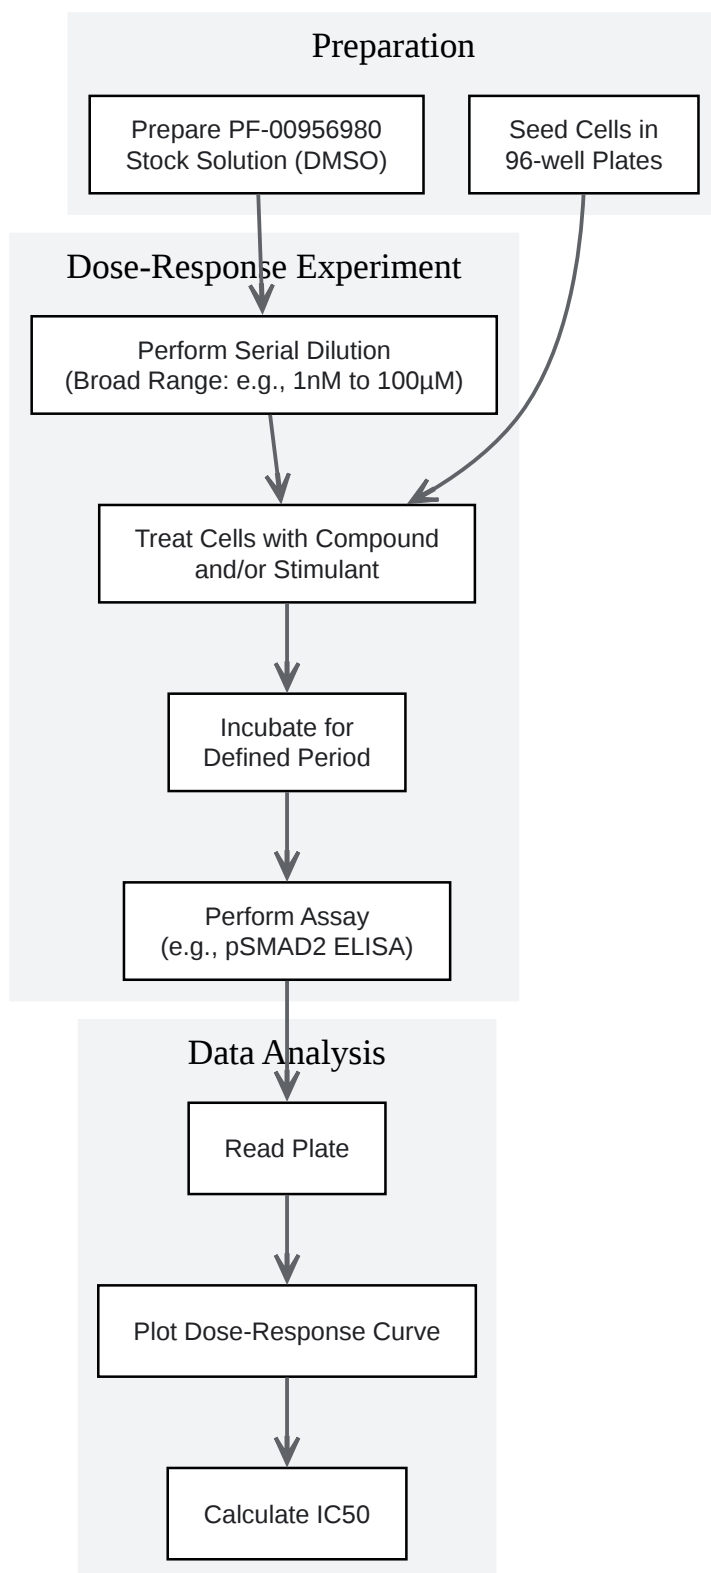 Preparation
Prepare PF-00956980
Stock Solution (DMSO)
Seed Cells in
96-well Plates
Dose-Response Experiment
Perform Serial Dilution
(Broad Range: e.g., 1nM to 100µM)
Treat Cells with Compound
and/or Stimulant
Incubate for
Defined Period
Perform Assay
(e.g., pSMAD2 ELISA)
Data Analysis
Read Plate
Plot Dose-Response Curve
Calculate IC50